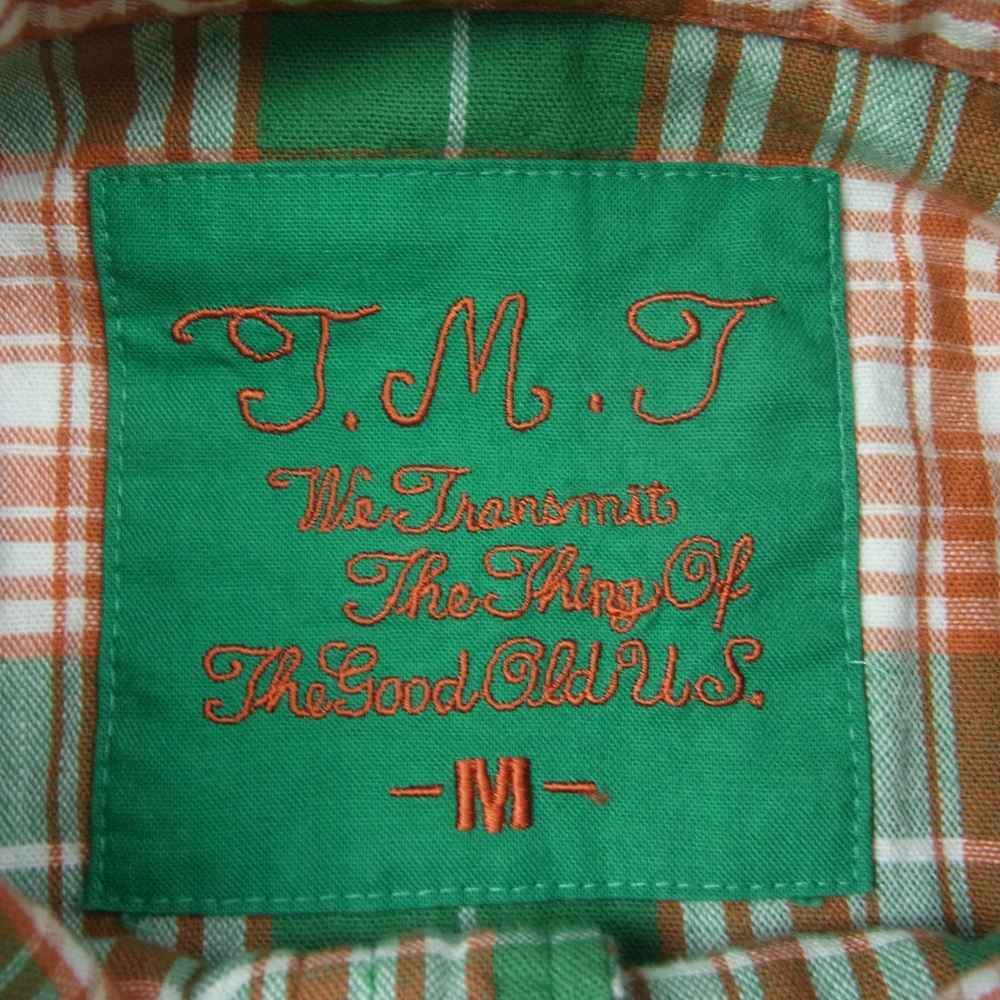 T.M.T
We Transmit
The Thing Of
The Good Old U S.
-M-